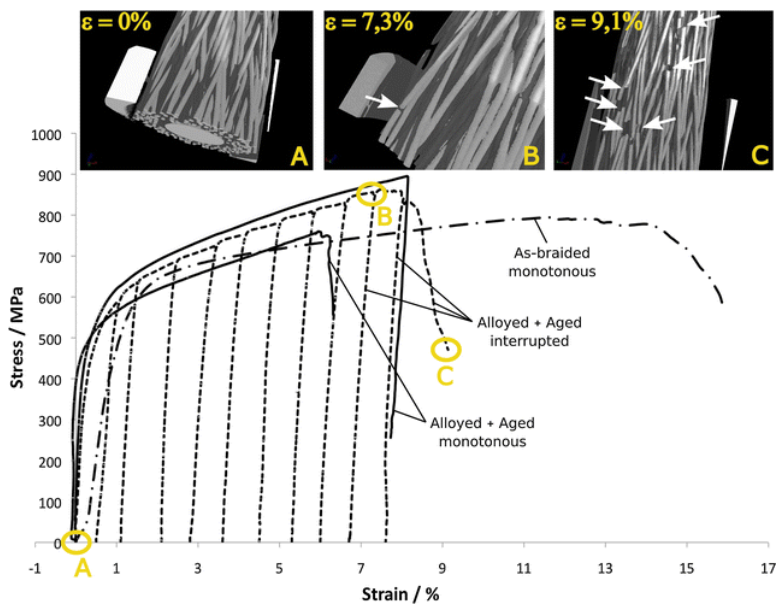 ε = 0%
ε = 7,3%
ε = 9,1%
A
B
C
1000
900
800
700
600
500
400
300
200
100
0
Stress / MPa
B
As-braided
monotonous
Alloyed + Aged
interrupted
C
Alloyed + Aged
monotonous
A
-1
1
3
5
7
9
11
13
15
17
Strain / %